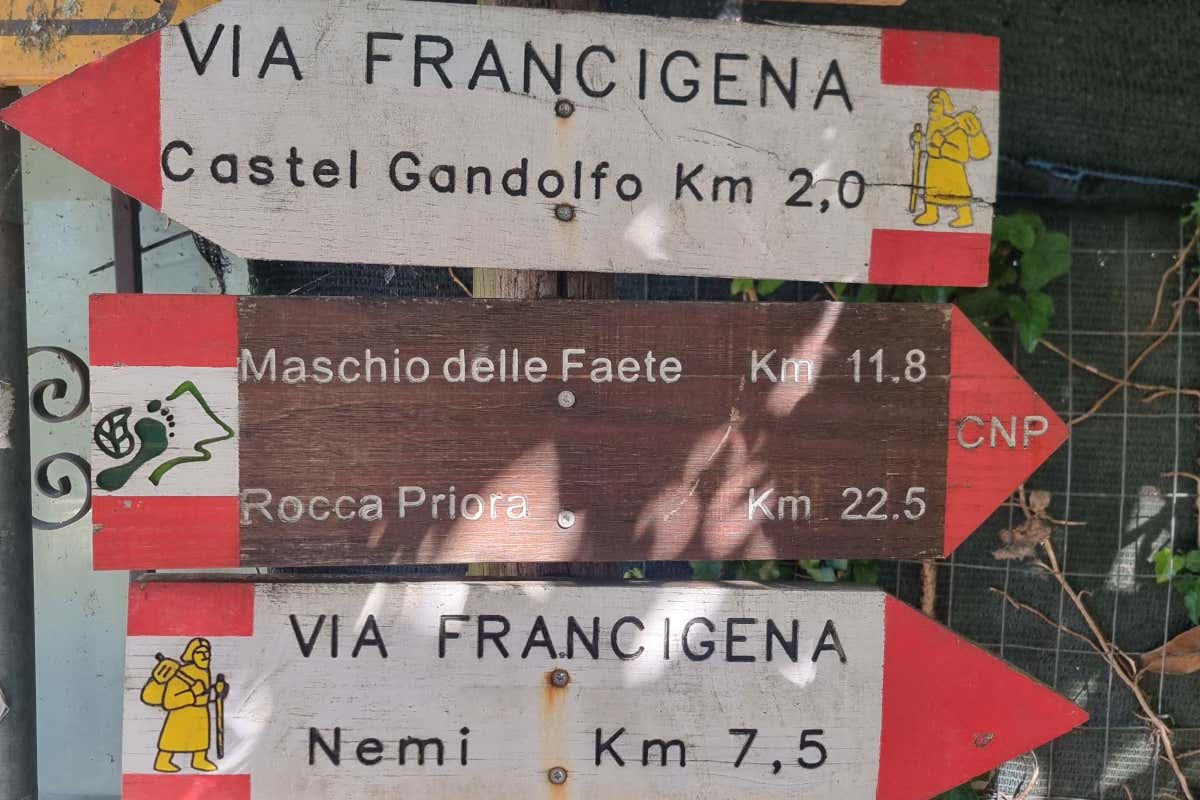 VIA FRANCIGENA
Castel Gandolfo Km 2,0
Maschio delle Faete Km 11.8
CNP
Rocca Priora Km 22.5
VIA FRANCIGENA
Nemi Km 7,5